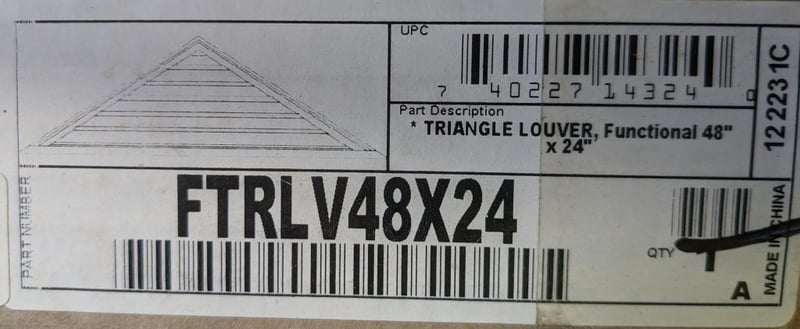 UPC
7 40227 14324 0
Part Description
* TRIANGLE LOUVER, Functional 48"
x 24"
12 2231C
PART NUMBER
FTRLV48X24
QTY
1
A
MADE IN CHINA